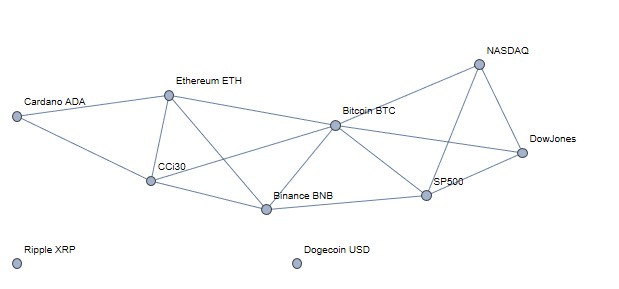 NASDAQ
Ethereum ETH
Cardano ADA
Bitcoin BTC
DowJones
CCi30
SP500
Binance BNB
Ripple XRP
Dogecoin USD